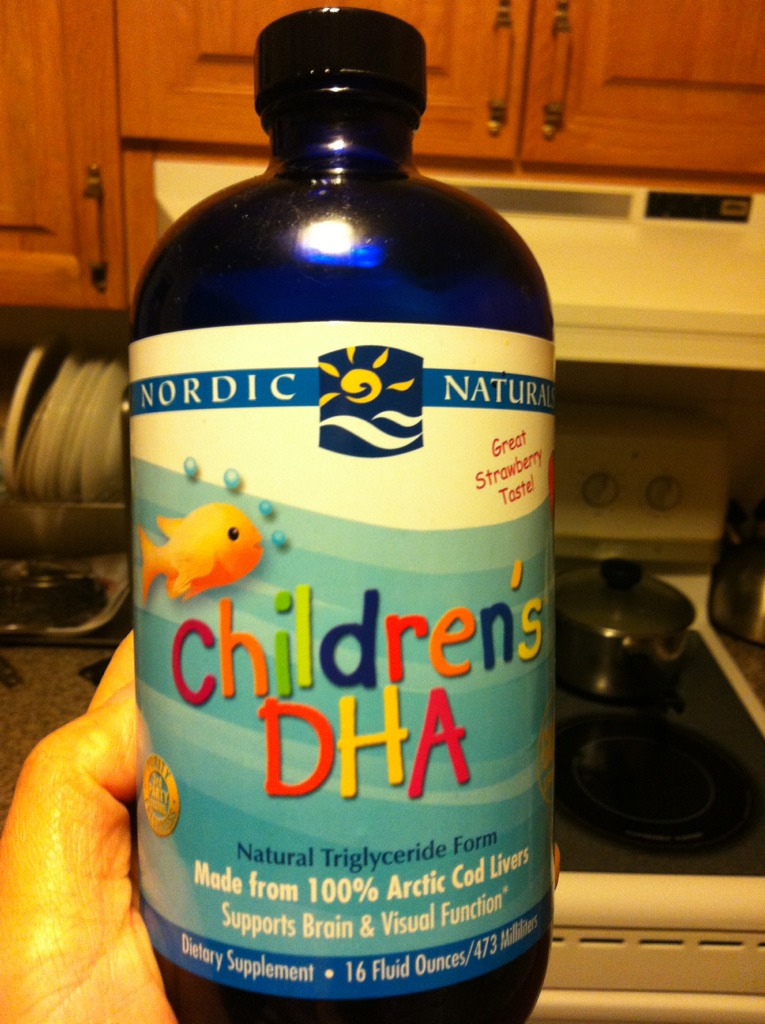 NORDIC NATURALS
Great
Strawberry
Taste!
Children's
DHA
PURITY
Natural Triglyceride Form
Made from 100% Arctic Cod Livers
Supports Brain & Visual Function*
Dietary Supplement • 16 Fluid Ounces/473 Milliliters